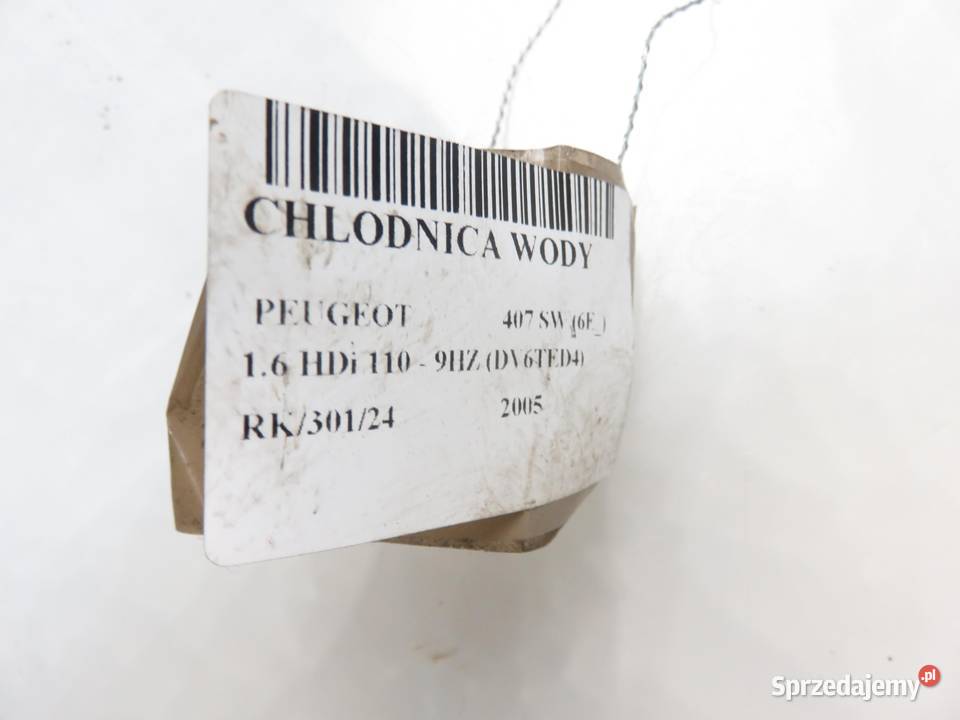 CHLODNICA WODY
PEUGEOT 407 SW (6E_)
1.6 HDi 110 - 9HZ (DV6TED4)
RK/301/24 2005
Sprzedajemy.pl